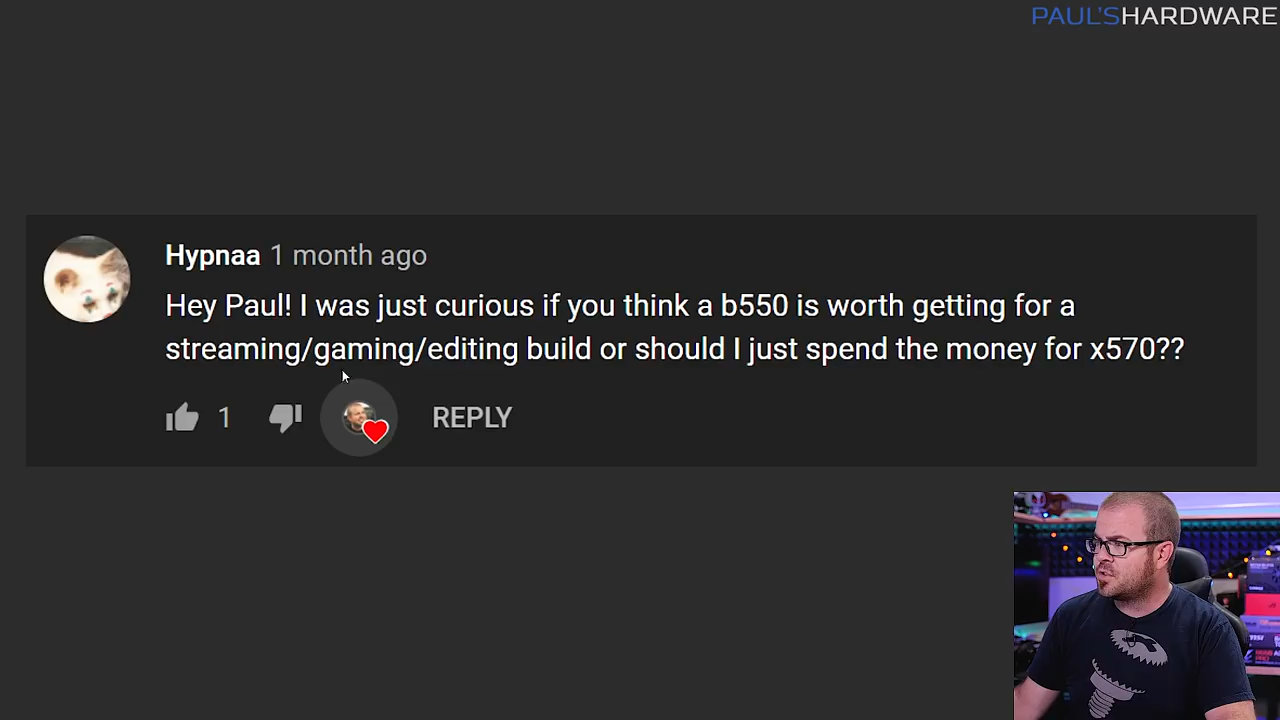 PAUL'SHARDWARE
Hypnaa 1 month ago
Hey Paul! I was just curious if you think a b550 is worth getting for a
streaming/gaming/editing build or should I just spend the money for x570??
1 REPLY